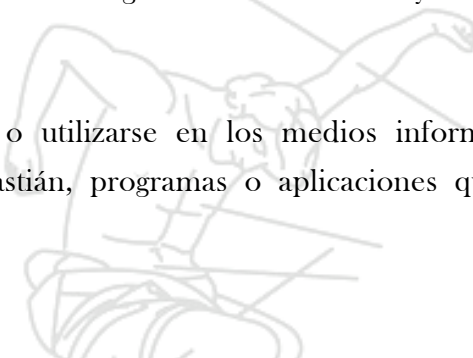 o utilizarse en los medios inform
astián, programas o aplicaciones q